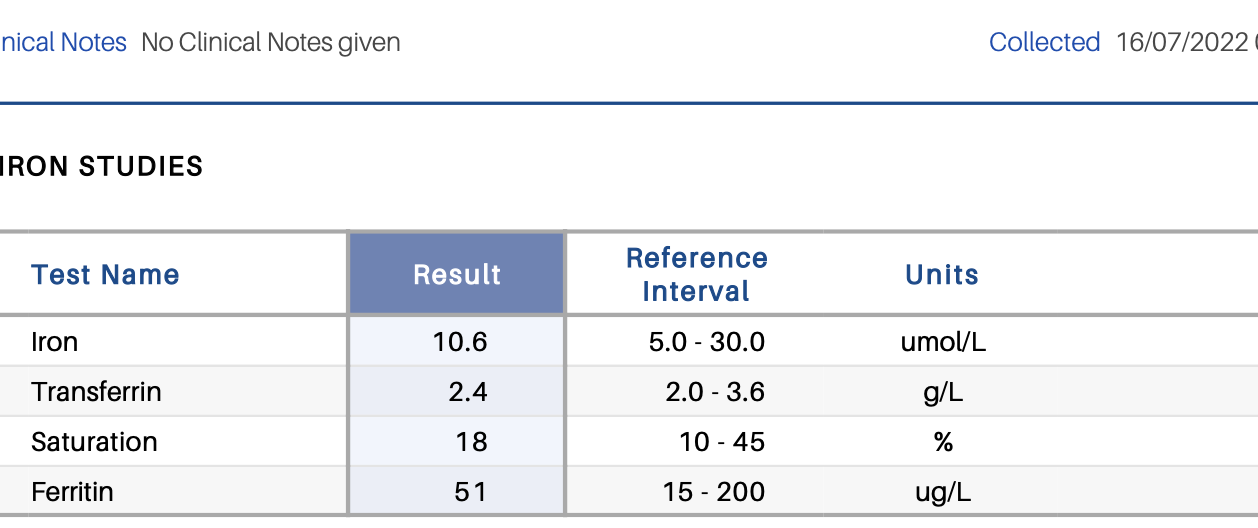 nical Notes No Clinical Notes given Collected 16/07/2022
IRON STUDIES
Test Name Result Reference Interval Units
Iron 10.6 5.0 - 30.0 umol/L
Transferrin 2.4 2.0 - 3.6 g/L
Saturation 18 10 - 45 %
Ferritin 51 15 - 200 ug/L